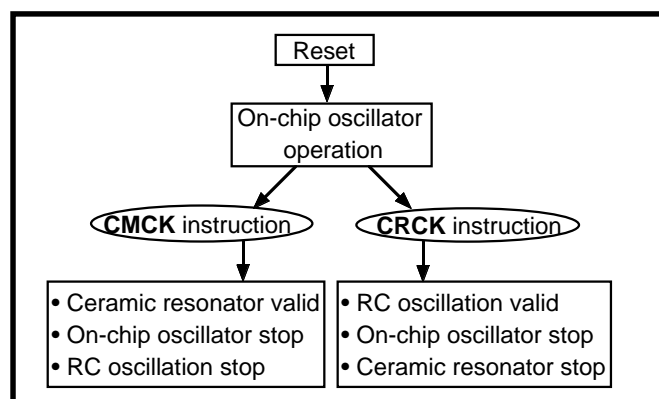 Reset
On-chip oscillator
operation
CMCK instruction
CRCK instruction
• Ceramic resonator valid
• On-chip oscillator stop
• RC oscillation stop
• RC oscillation valid
• On-chip oscillator stop
• Ceramic resonator stop